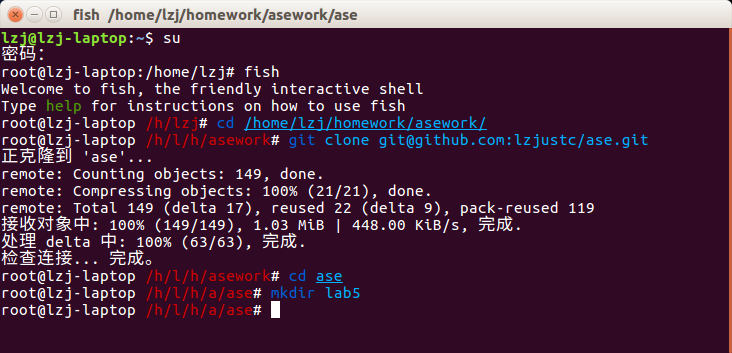 fish  /home/lzj/homework/asework/ase
lzj@lzj-laptop:~$ su
密码：
root@lzj-laptop:/home/lzj# fish
Welcome to fish, the friendly interactive shell
Type help for instructions on how to use fish
root@lzj-laptop /h/lzj# cd /home/lzj/homework/asework/
root@lzj-laptop /h/l/h/asework# git clone git@github.com:lzjustc/ase.git
正克隆到 'ase'...
remote: Counting objects: 149, done.
remote: Compressing objects: 100% (21/21), done.
remote: Total 149 (delta 17), reused 22 (delta 9), pack-reused 119
接收对象中: 100% (149/149), 1.03 MiB | 448.00 KiB/s, 完成.
处理 delta 中: 100% (63/63), 完成.
检查连接... 完成。
root@lzj-laptop /h/l/h/asework# cd ase
root@lzj-laptop /h/l/h/a/ase# mkdir lab5
root@lzj-laptop /h/l/h/a/ase#